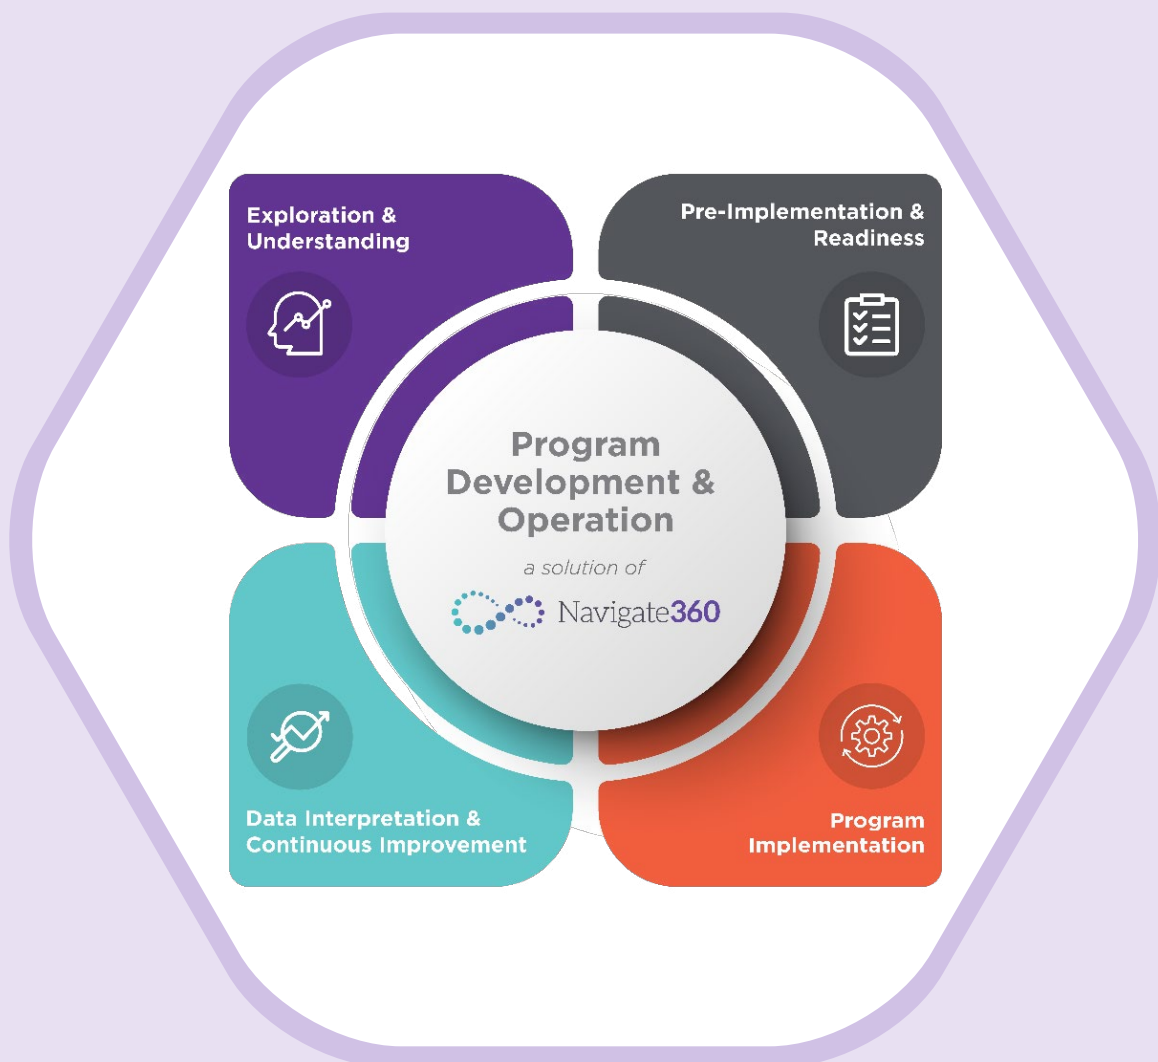 Exploration &
Understanding
Pre-Implementation &
Readiness
Program
Development &
Operation
a solution of
Navigate360
Data Interpretation &
Continuous Improvement
Program
Implementation